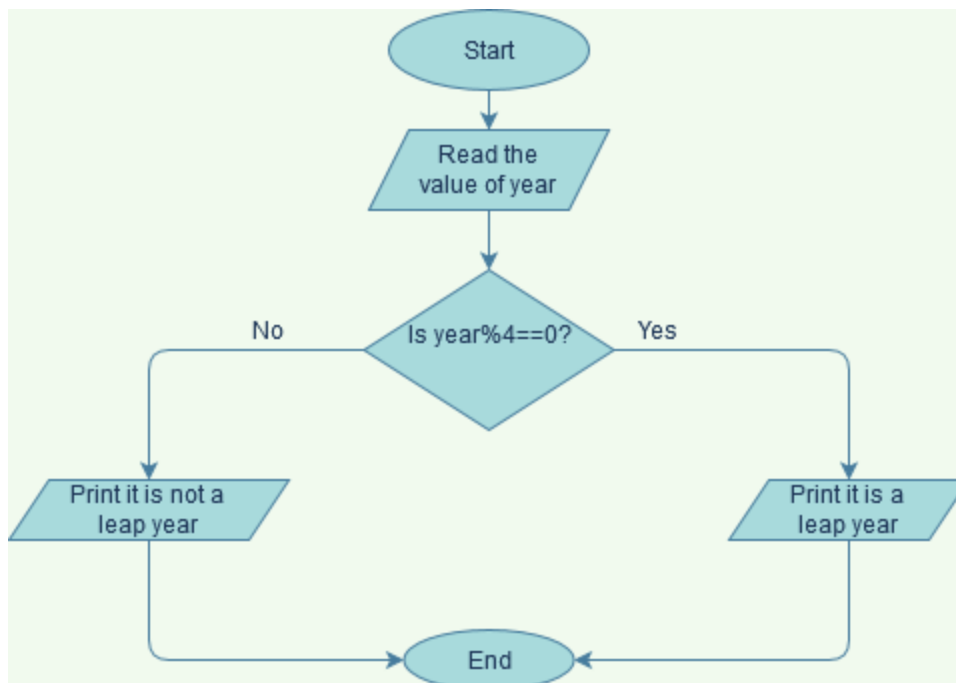 Start
Read the
value of year
Is year%4==0?
No
Yes
Print it is not a
leap year
Print it is a
leap year
End